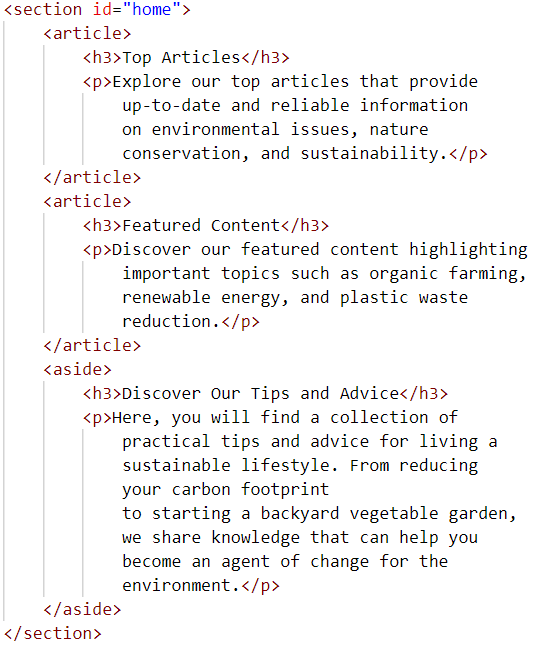 <section id="home">
<article>
<h3>Top Articles</h3>
<p>Explore our top articles that provide
up-to-date and reliable information
on environmental issues, nature
conservation, and sustainability.</p>
</article>
<article>
<h3>Featured Content</h3>
<p>Discover our featured content highlighting
important topics such as organic farming,
renewable energy, and plastic waste
reduction.</p>
</article>
<aside>
<h3>Discover Our Tips and Advice</h3>
<p>Here, you will find a collection of
practical tips and advice for living a
sustainable lifestyle. From reducing
your carbon footprint
to starting a backyard vegetable garden,
we share knowledge that can help you
become an agent of change for the
environment.</p>
</aside>
</section>